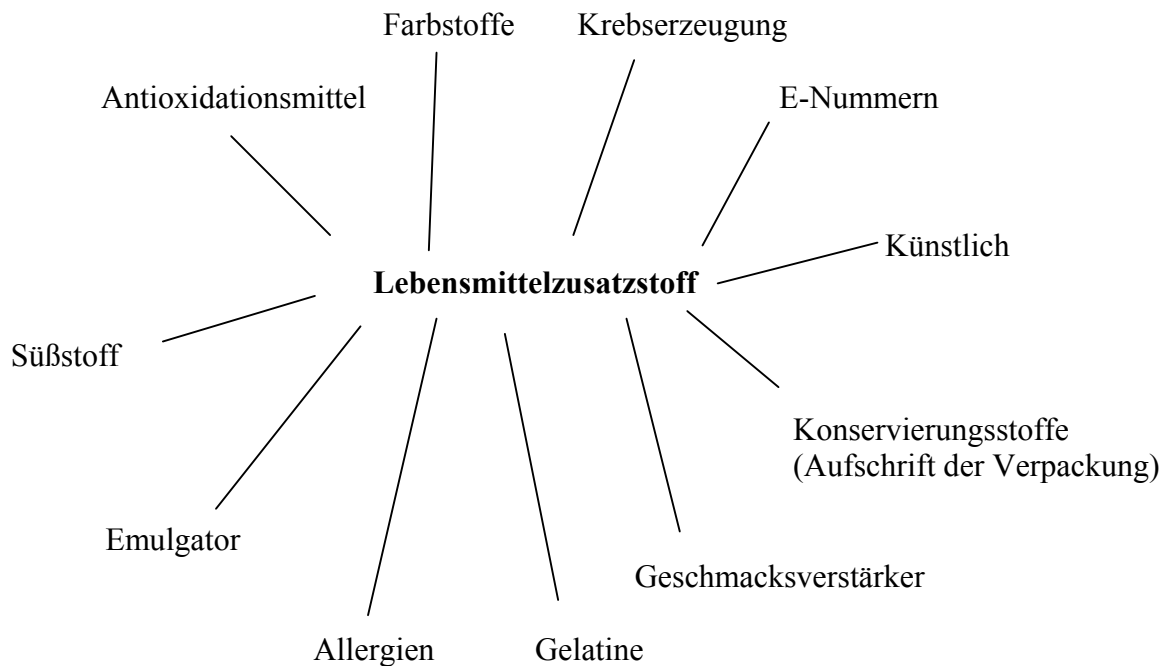 Farbstoffe
Krebserzeugung
Antioxidationsmittel
E-Nummern
Künstlich
Lebensmittelzusatzstoff
Süßstoff
Konservierungsstoffe
(Aufschrift der Verpackung)
Emulgator
Geschmacksverstärker
Allergien
Gelatine